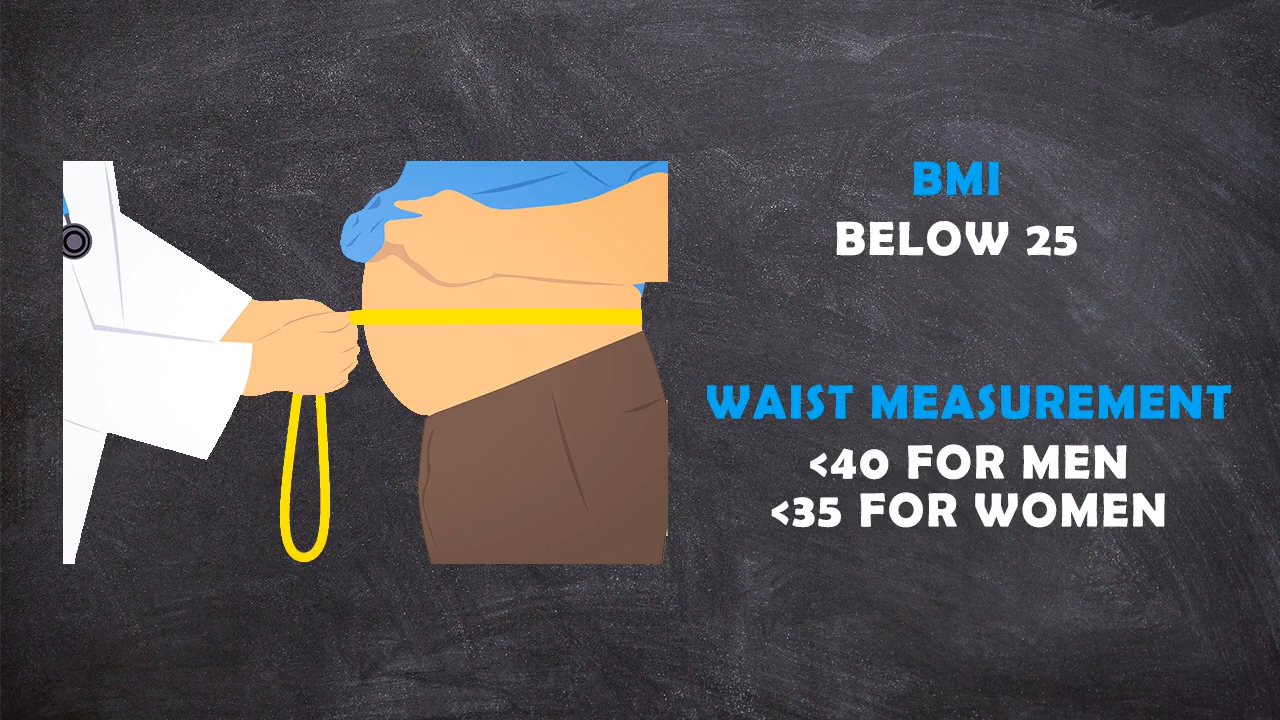 BMI
BELOW 25
WAIST MEASUREMENT
<40 FOR MEN
<35 FOR WOMEN